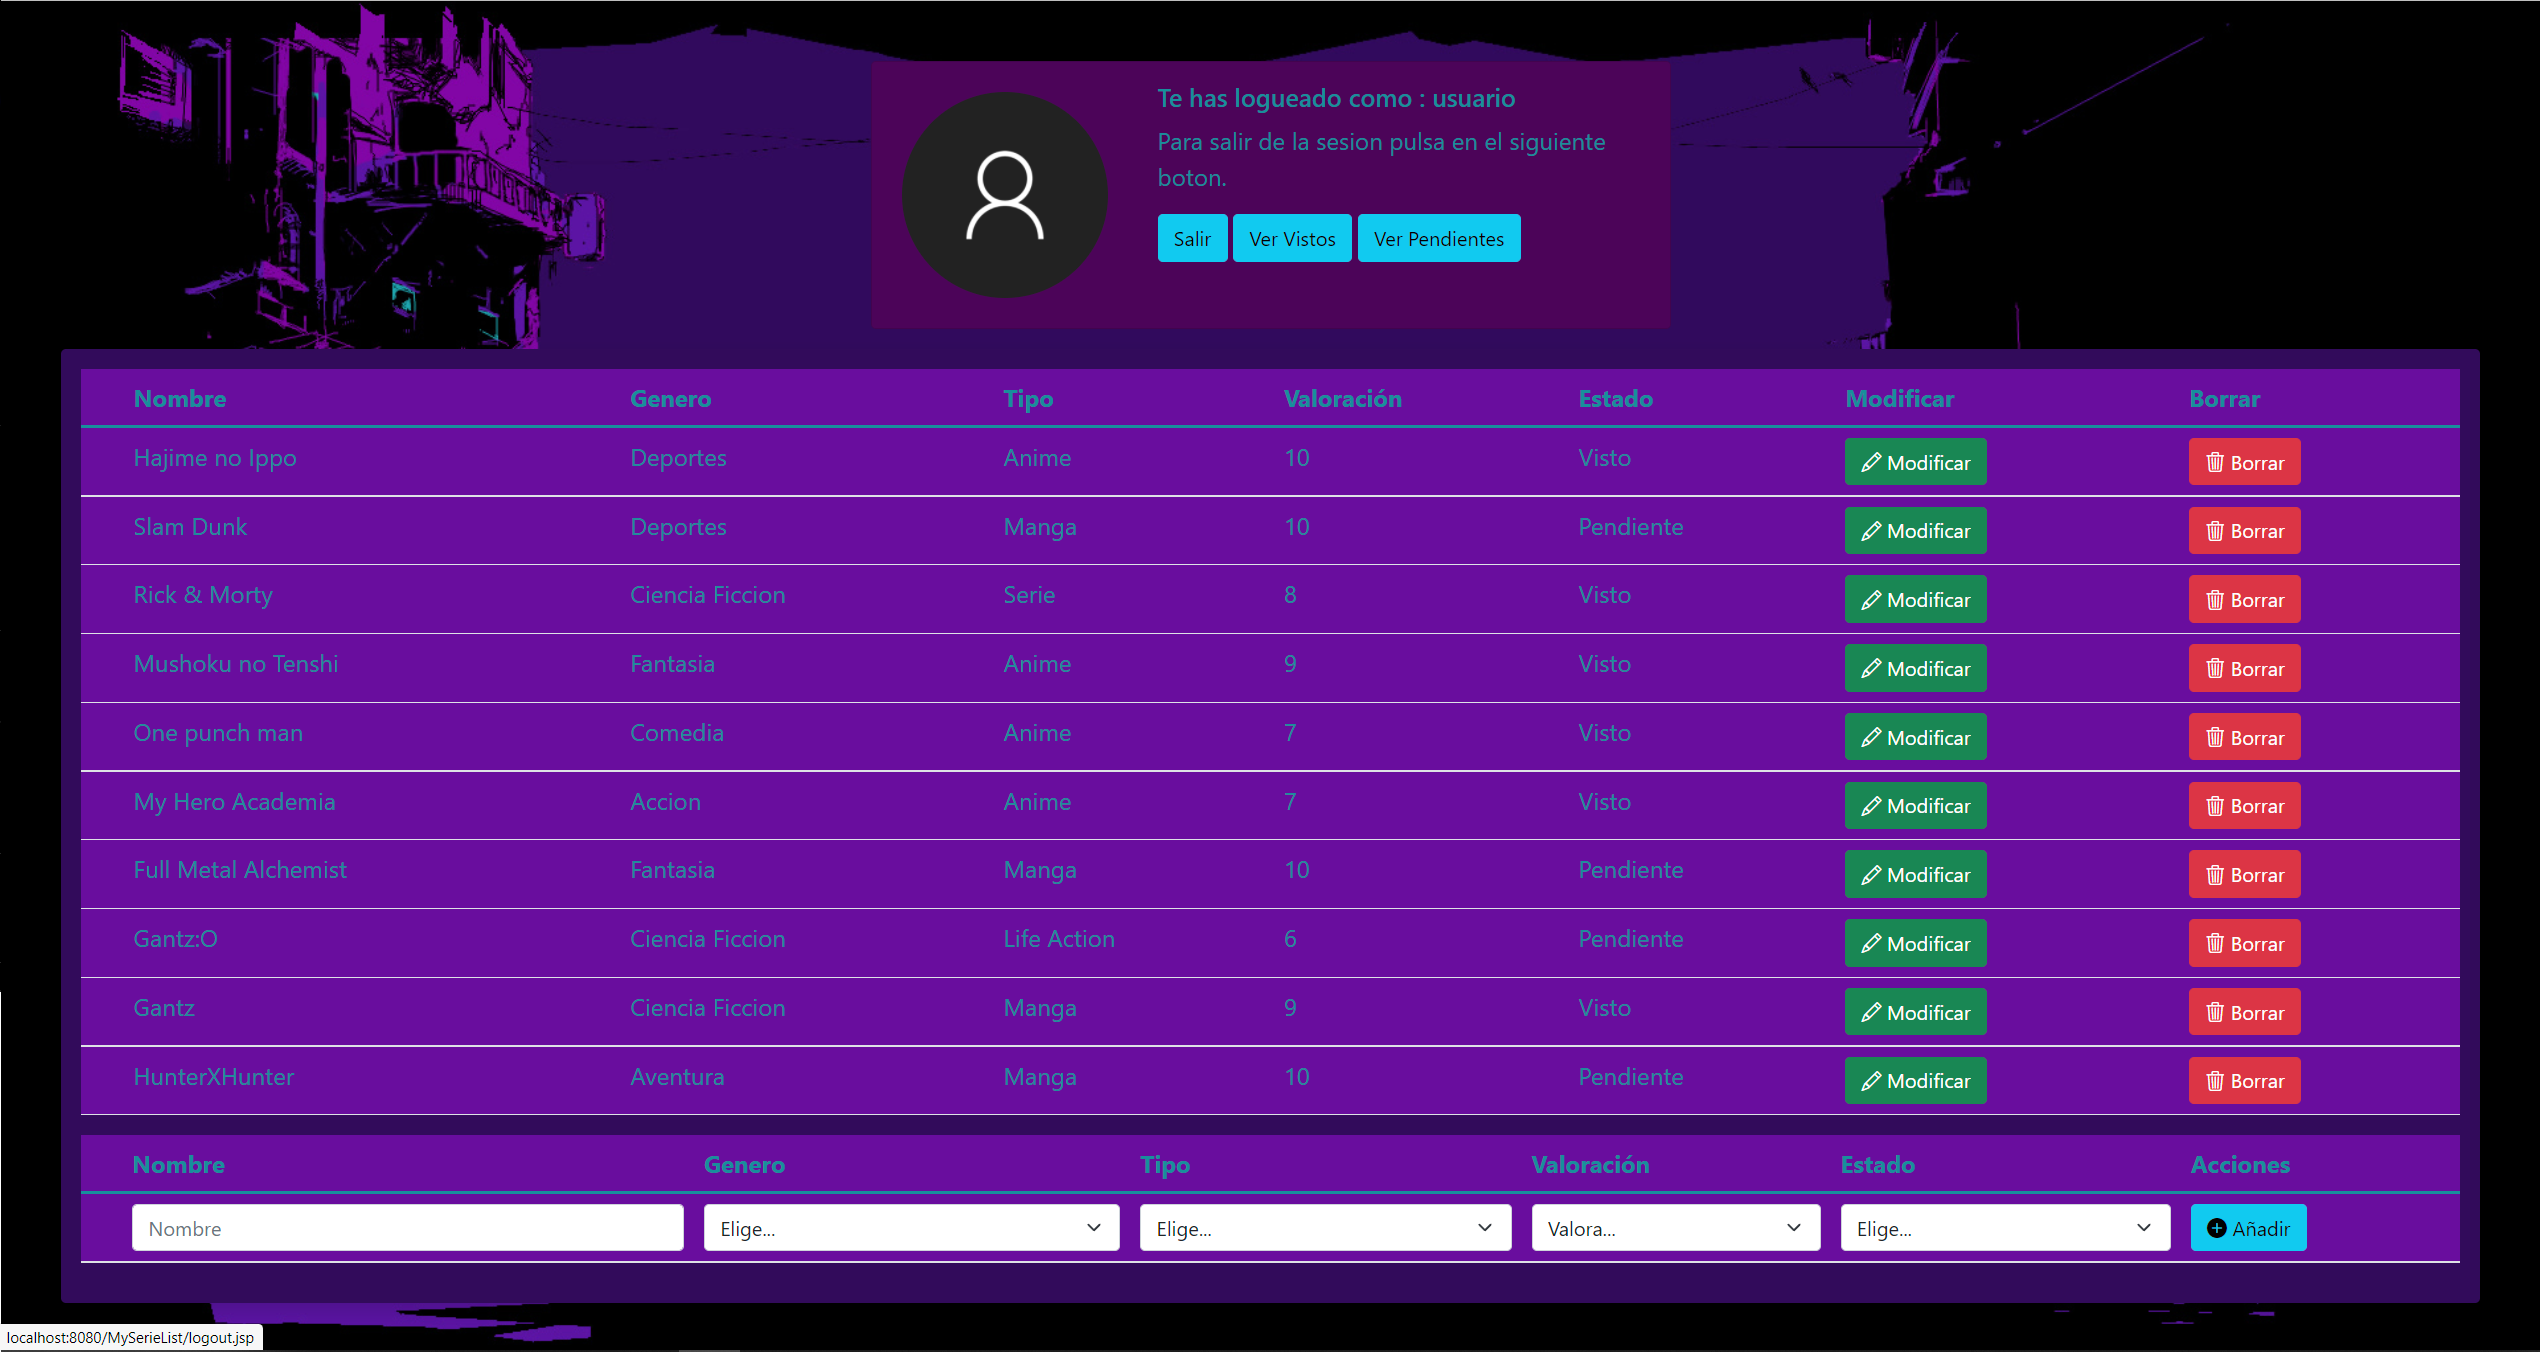 Te has logueado como : usuario
Para salir de la sesion pulsa en el siguiente
boton.
Salir Ver Vistos Ver Pendientes
Nombre Genero Tipo Valoración Estado Modificar Borrar
Hajime no Ippo Deportes Anime 10 Visto Modificar Borrar
Slam Dunk Deportes Manga 10 Pendiente Modificar Borrar
Rick & Morty Ciencia Ficcion Serie 8 Visto Modificar Borrar
Mushoku no Tenshi Fantasia Anime 9 Visto Modificar Borrar
One punch man Comedia Anime 7 Visto Modificar Borrar
My Hero Academia Accion Anime 7 Visto Modificar Borrar
Full Metal Alchemist Fantasia Manga 10 Pendiente Modificar Borrar
Gantz:O Ciencia Ficcion Life Action 6 Pendiente Modificar Borrar
Gantz Ciencia Ficcion Manga 9 Visto Modificar Borrar
HunterXHunter Aventura Manga 10 Pendiente Modificar Borrar
Nombre Genero Tipo Valoración Estado Acciones
Nombre Elige... Elige... Valora... Elige... Añadir
localhost:8080/MySerieList/logout.jsp